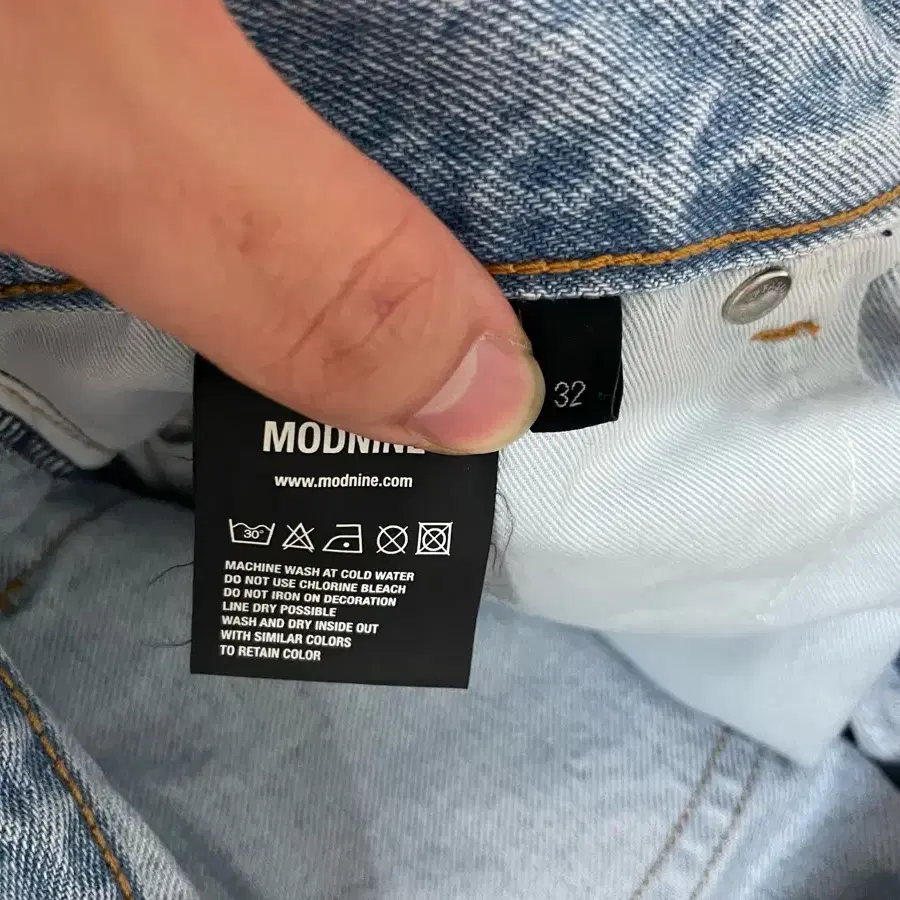 32
MODNINE
www.modnine.com
30°
MACHINE WASH AT COLD WATER
DO NOT USE CHLORINE BLEACH
DO NOT IRON ON DECORATION
LINE DRY POSSIBLE
WASH AND DRY INSIDE OUT
WITH SIMILAR COLORS
TO RETAIN COLOR